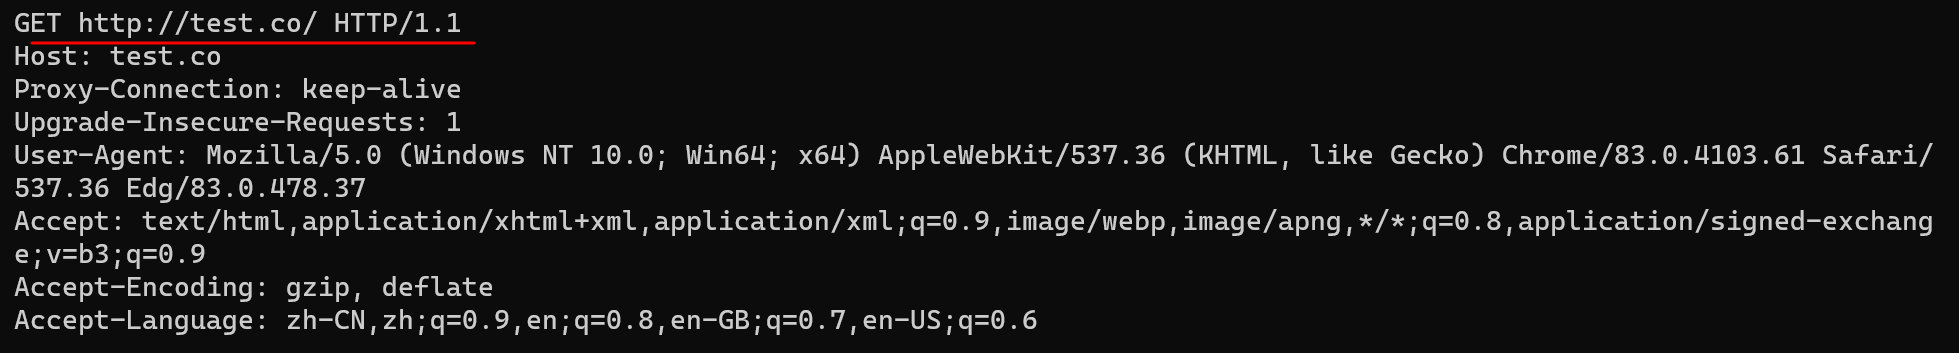 GET http://test.co/ HTTP/1.1
Host: test.co
Proxy-Connection: keep-alive
Upgrade-Insecure-Requests: 1
User-Agent: Mozilla/5.0 (Windows NT 10.0; Win64; x64) AppleWebKit/537.36 (KHTML, like Gecko) Chrome/83.0.4103.61 Safari/
537.36 Edg/83.0.478.37
Accept: text/html,application/xhtml+xml,application/xml;q=0.9,image/webp,image/apng,*/*;q=0.8,application/signed-exchang
e;v=b3;q=0.9
Accept-Encoding: gzip, deflate
Accept-Language: zh-CN,zh;q=0.9,en;q=0.8,en-GB;q=0.7,en-US;q=0.6